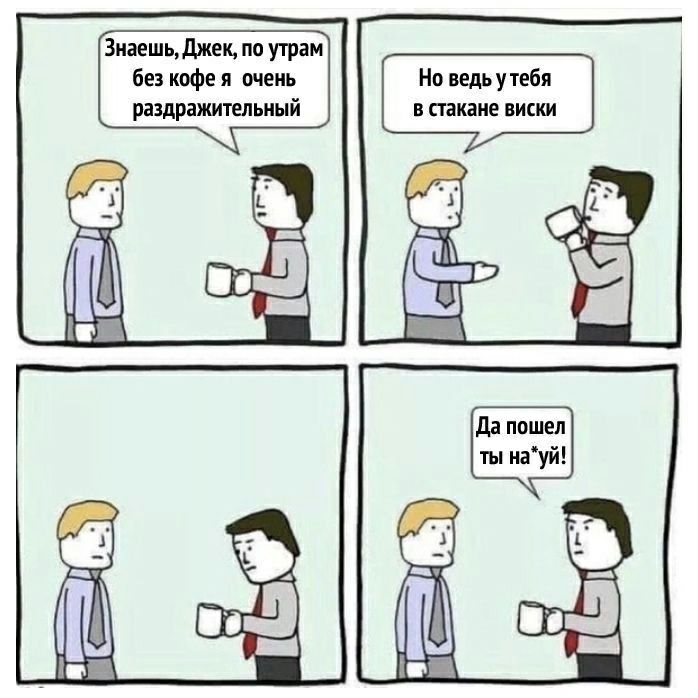 Знаешь, Джек, по утрам
без кофе я очень
раздражительный
Но ведь у тебя
в стакане виски
Да пошел
ты на*уй!